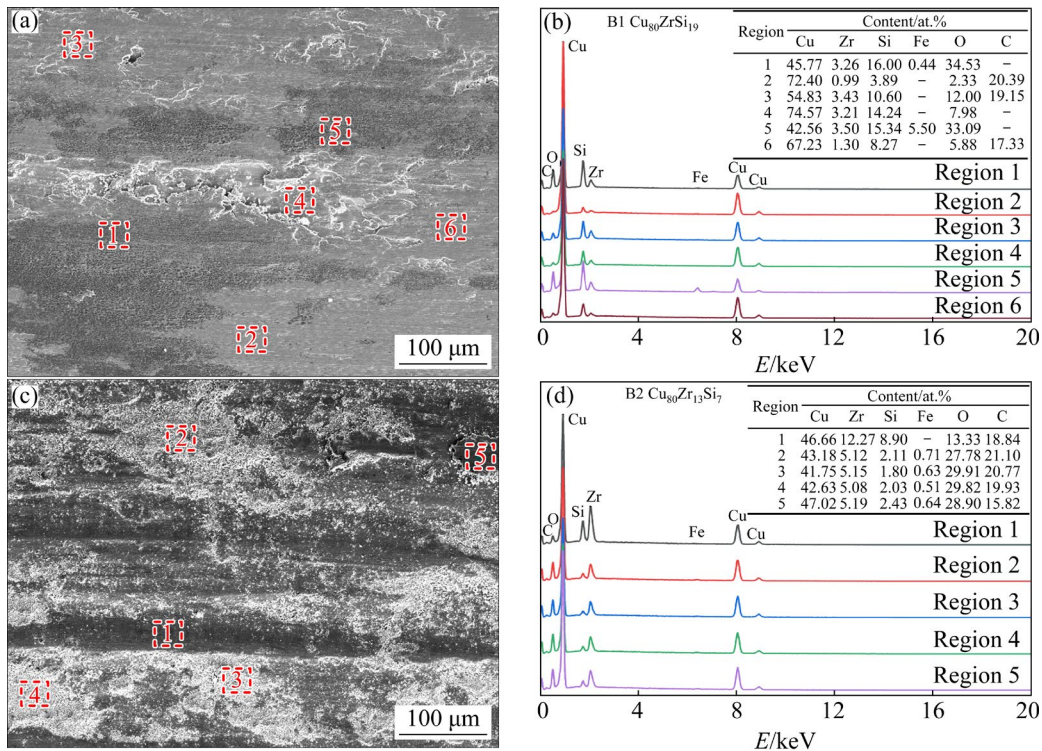 (a)
3
5
4
1
6
2
100 μm
(b)
B1 Cu80ZrSi19
Region Content/at.%
Cu Zr Si Fe O C
1 45.77 3.26 16.00 0.44 34.53 –
2 72.40 0.99 3.89 – 2.33 20.39
3 54.83 3.43 10.60 – 12.00 19.15
4 74.57 3.21 14.24 – 7.98 –
5 42.56 3.50 15.34 5.50 33.09 –
6 67.23 1.30 8.27 – 5.88 17.33
Cu
O
C
Si
Zr
Fe
Cu
Cu
Region 1
Region 2
Region 3
Region 4
Region 5
Region 6
0 4 8 12 16 20
E/keV
(c)
2
5
1
3
4
100 μm
(d)
B2 Cu80Zr13Si7
Region Content/at.%
Cu Zr Si Fe O C
1 46.66 12.27 8.90 – 13.33 18.84
2 43.18 5.12 2.11 0.71 27.78 21.10
3 41.75 5.15 1.80 0.63 29.91 20.77
4 42.63 5.08 2.03 0.51 29.82 19.93
5 47.02 5.19 2.43 0.64 28.90 15.82
Cu
O
C
Si
Zr
Fe
Cu
Cu
Region 1
Region 2
Region 3
Region 4
Region 5
0 4 8 12 16 20
E/keV